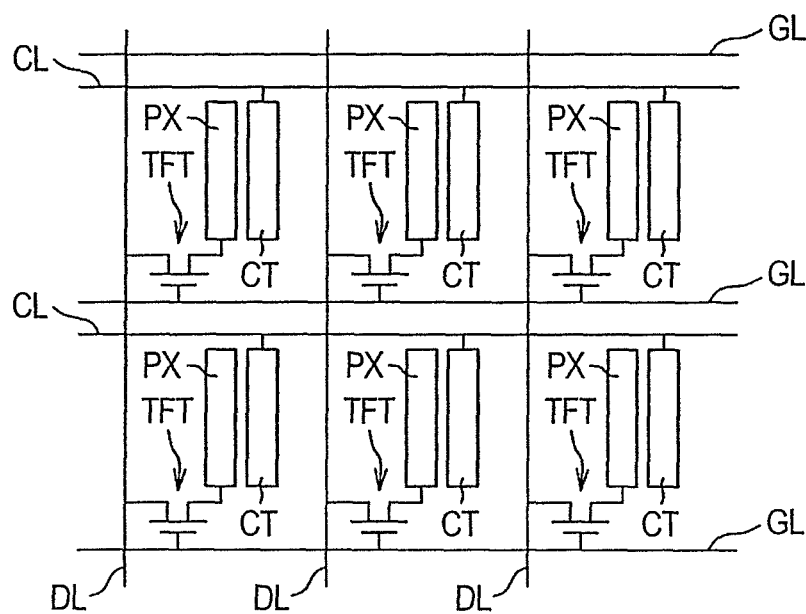 GL
CL
PX PX PX
TFT TFT TFT
CT CT CT
CL GL
PX PX PX
TFT TFT TFT
CT CT CT GL
DL DL DL